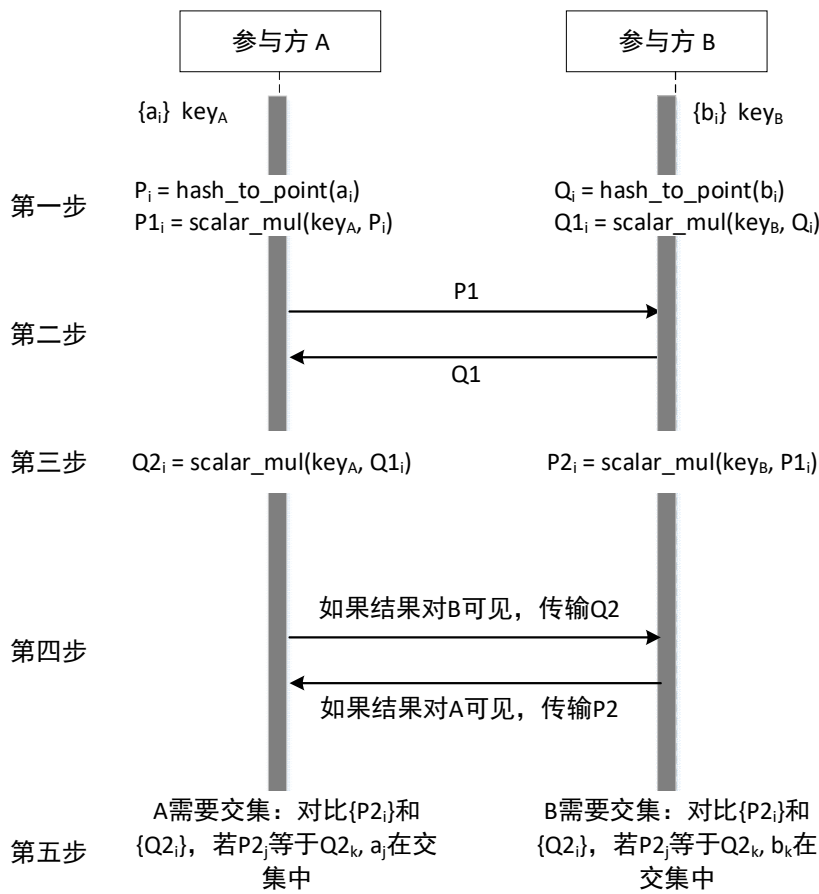 参与方 A
参与方 B
{aᵢ} key_A
{bᵢ} key_B
第一步
Pᵢ = hash_to_point(aᵢ)
P1ᵢ = scalar_mul(key_A, Pᵢ)
Qᵢ = hash_to_point(bᵢ)
Q1ᵢ = scalar_mul(key_B, Qᵢ)
第二步
P1
Q1
第三步
Q2ᵢ = scalar_mul(key_A, Q1ᵢ)
P2ᵢ = scalar_mul(key_B, P1ᵢ)
第四步
如果结果对B可见，传输Q2
如果结果对A可见，传输P2
第五步
A需要交集：对比{P2ᵢ}和
{Q2ᵢ}，若P2ⱼ等于Q2ₖ, aⱼ在交
集中
B需要交集：对比{P2ᵢ}和
{Q2ᵢ}，若P2ⱼ等于Q2ₖ, bₖ在
交集中